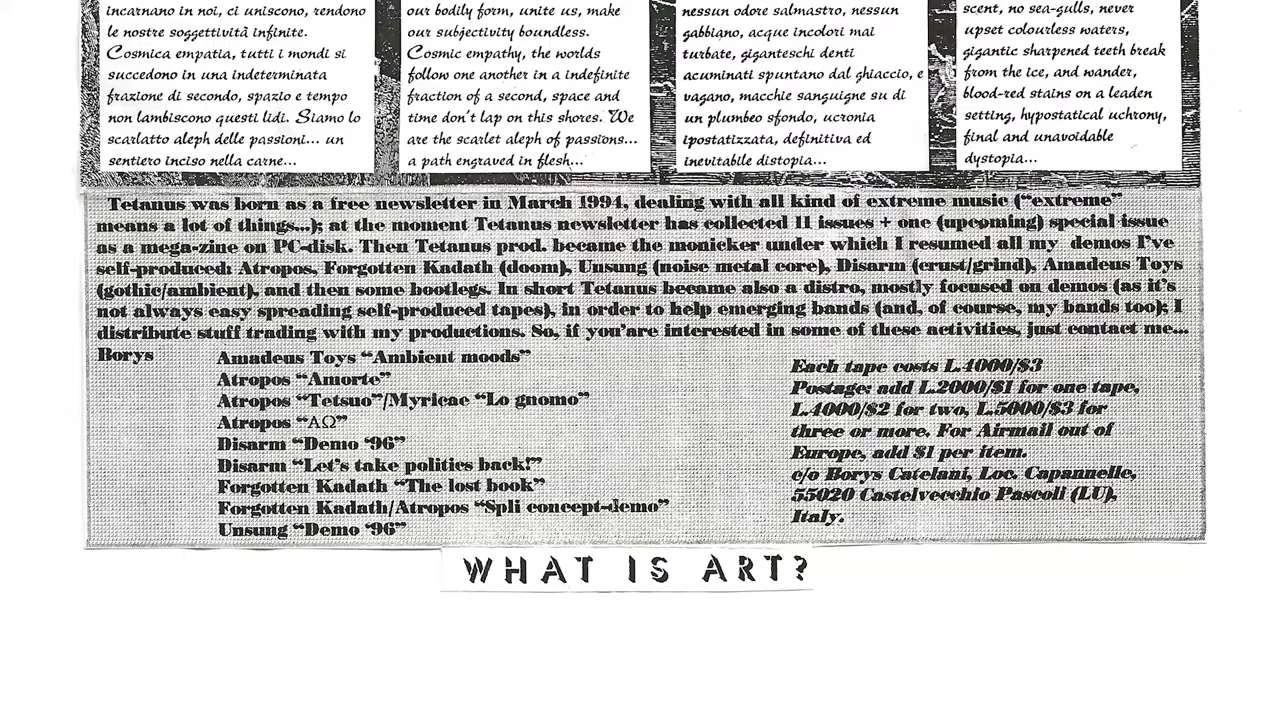 incarnano in noi, ci uniscono, rendono
le nostre soggettività infinite.
Cosmica empatia, tutti i mondi si
succedono in una indeterminata
frazione di secondo, spazio e tempo
non lambiscono questi lidi. Siamo lo
scarlatto aleph delle passioni... un
sentiero inciso nella carne...
our bodily form, unite us, make
our subjectivity boundless.
Cosmic empathy, the worlds
follow one another in a indefinite
fraction of a second, space and
time don't lap on this shores. We
are the scarlet aleph of passions...
a path engraved in flesh...
nessun odore salmastro, nessun
gabbiano, acque incolori mai
turbate, giganteschi denti
acuminati spuntano dal ghiaccio, e
vagano, macchie sanguigne su di
un plumbeo sfondo, ucronia
ipostatizzata, definitiva ed
inevitabile distopia...
scent, no sea-gulls, never
upset colourless waters,
gigantic sharpened teeth break
from the ice, and wander,
blood-red stains on a leaden
setting, hypostatical uchrony,
final and unavoidable
dystopia...
Tetanus was born as a free newsletter in March 1994, dealing with all kind of extreme music (“extreme”
means a lot of things...); at the moment Tetanus newsletter has collected 11 issues + one (upcoming) special issue
as a mega-zine on PC-disk. Then Tetanus prod. became the monicker under which I resumed all my demos I've
self-produced: Atropos, Forgotten Kadath (doom), Unsung (noise metal core), Disarm (crust/grind), Amadeus Toys
(gothic/ambient), and then some bootlegs. In short Tetanus became also a distro, mostly focused on demos (as it's
not always easy spreading self-produced tapes), in order to help emerging bands (and, of course, my bands too); I
distribute stuff trading with my productions. So, if you'are interested in some of these activities, just contact me...
Borys
Amadeus Toys “Ambient moods”
Atropos “Amorte”
Atropos “Tetsuo”/Myricae “Lo gnomo”
Atropos “ΑΩ”
Disarm “Demo '96”
Disarm “Let's take politics back!”
Forgotten Kadath “The lost book”
Forgotten Kadath/Atropos “Spli concept-demo”
Unsung “Demo '96”
Each tape costs L.4000/$3
Postage: add L.2000/$1 for one tape,
L.4000/$2 for two, L.5000/$3 for
three or more. For Airmail out of
Europe, add $1 per item.
c/o Borys Catelani, Loc. Capannelle,
55020 Castelvecchio Pascoli (LU),
Italy.
WHAT IS ART?